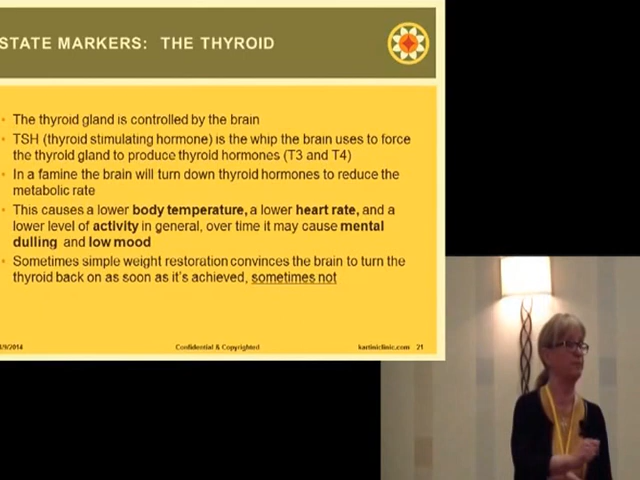 STATE MARKERS: THE THYROID
The thyroid gland is controlled by the brain
TSH (thyroid stimulating hormone) is the whip the brain uses to force
the thyroid gland to produce thyroid hormones (T3 and T4)
In a famine the brain will turn down thyroid hormones to reduce the
metabolic rate
This causes a lower body temperature, a lower heart rate, and a
lower level of activity in general, over time it may cause mental
dulling and low mood
Sometimes simple weight restoration convinces the brain to turn the
thyroid back on as soon as it's achieved, sometimes not
/9/2014 Confidential & Copyrighted kartiniclinic.com 21